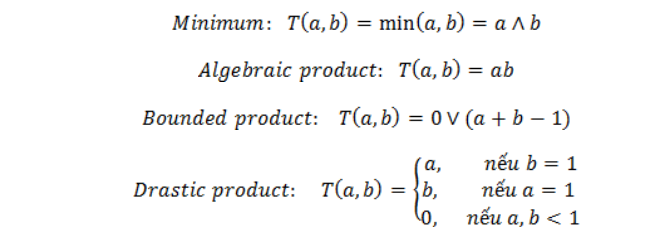 Minimum: T(a, b) = min(a, b) = a ∧ b
Algebraic product: T(a, b) = ab
Bounded product: T(a, b) = 0 ∨ (a + b − 1)
Drastic product: T(a, b) = { a, nếu b = 1
b, nếu a = 1
0, nếu a, b < 1